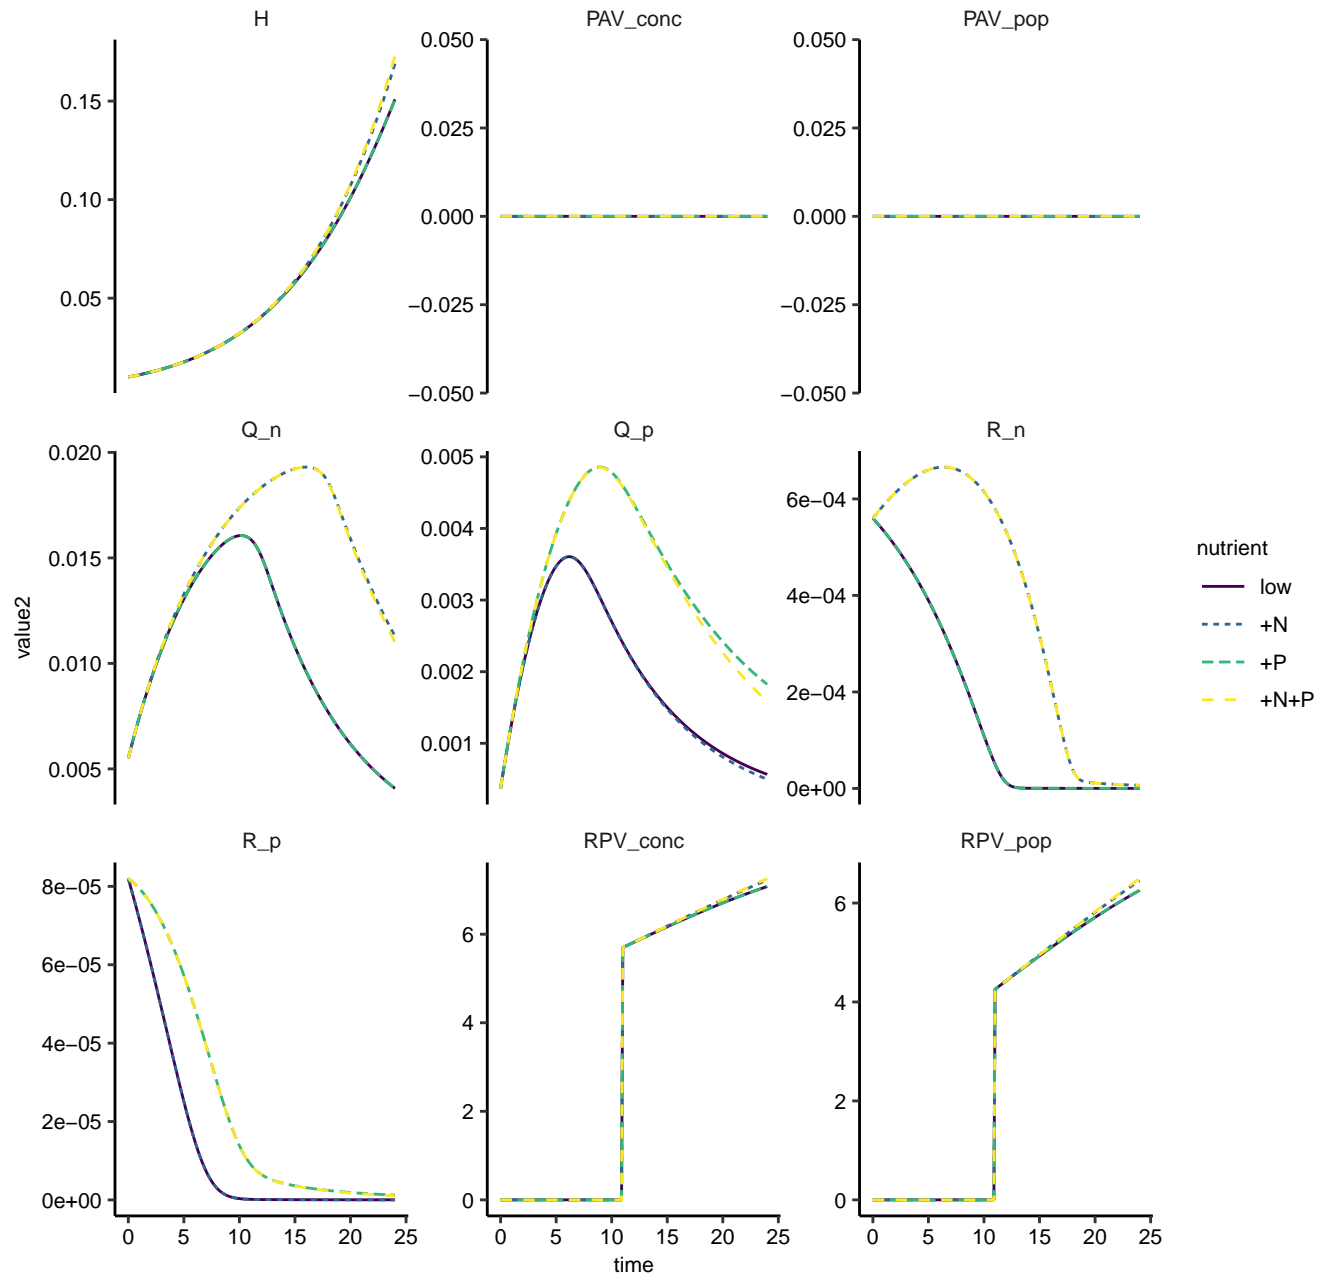 H
PAV_conc
PAV_pop
0.15
0.10
0.05
0.050
0.025
0.000
−0.025
−0.050
0.050
0.025
0.000
−0.025
−0.050
Q_n
Q_p
R_n
0.020
0.015
0.010
0.005
0.005
0.004
0.003
0.002
0.001
6e−04
4e−04
2e−04
0e+00
value2
nutrient
low
+N
+P
+N+P
R_p
RPV_conc
RPV_pop
8e−05
6e−05
4e−05
2e−05
0e+00
6
4
2
0
6
4
2
0
0 5 10 15 20 25
0 5 10 15 20 25
0 5 10 15 20 25
time